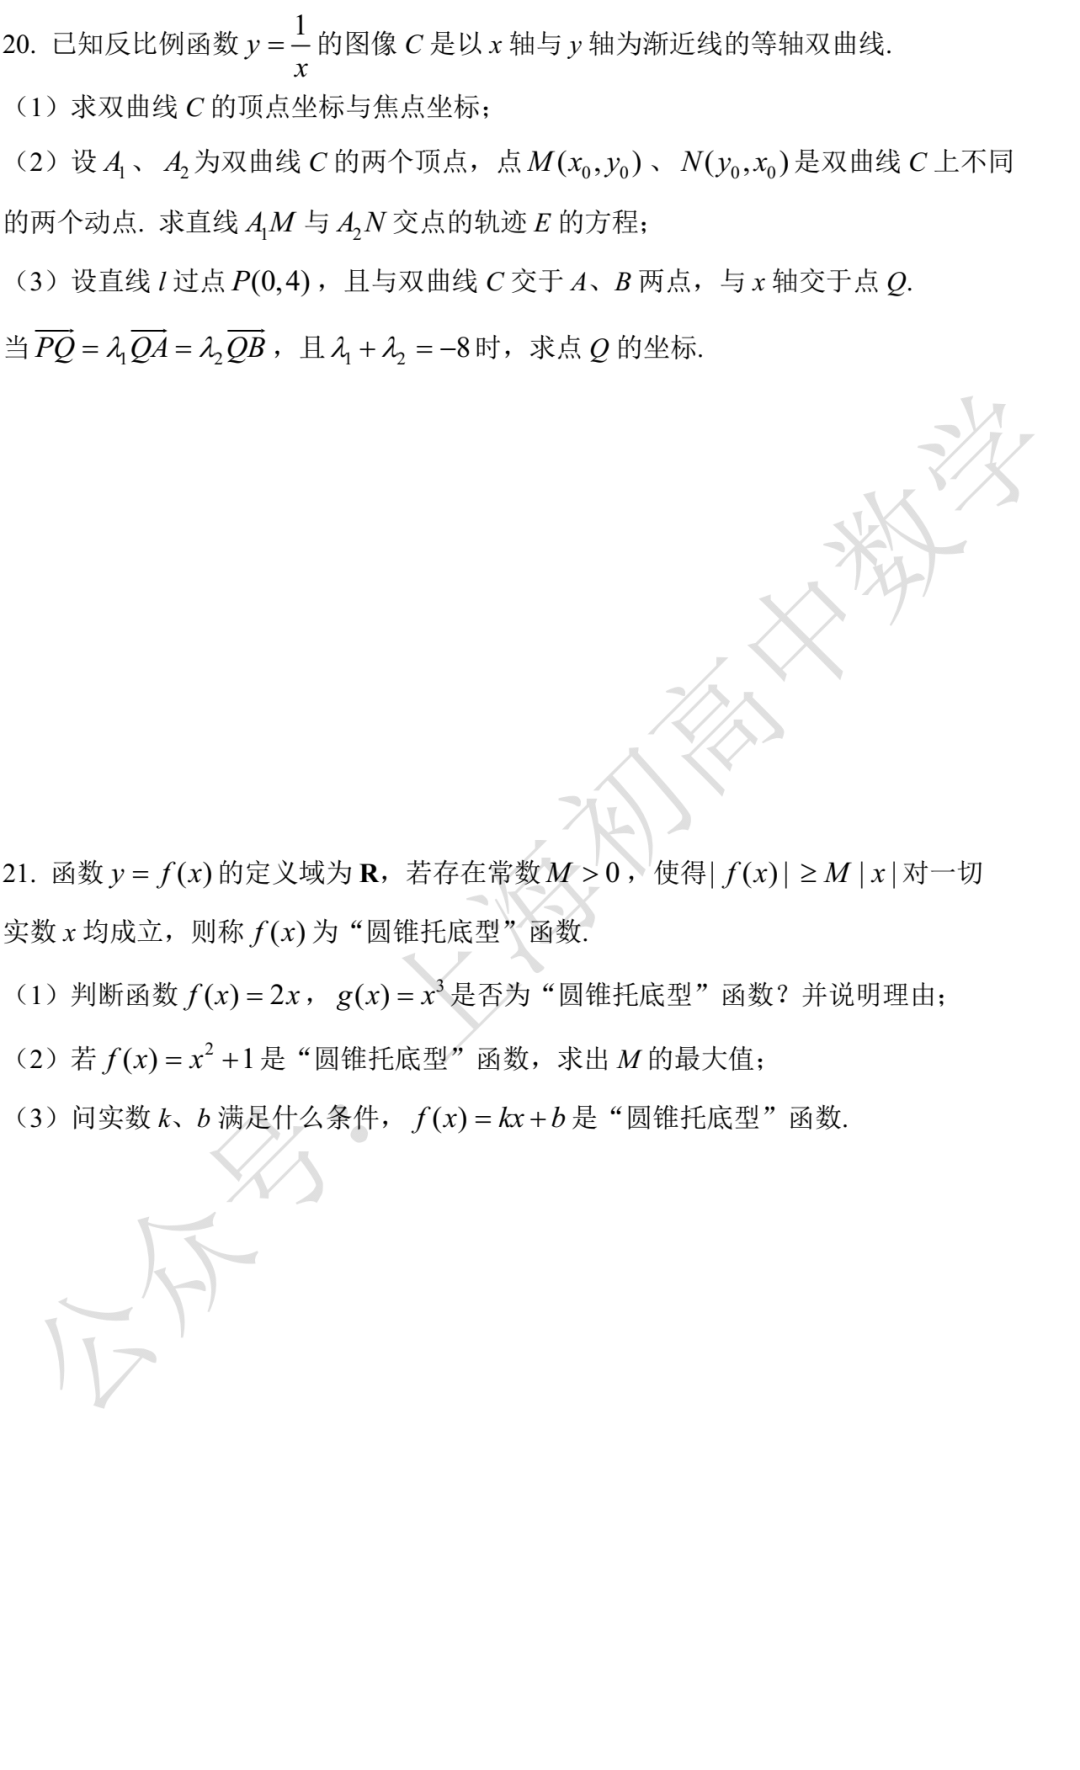 20. 已知反比例函数 y = 1/x 的图像 C 是以 x 轴与 y 轴为渐近线的等轴双曲线.
（1）求双曲线 C 的顶点坐标与焦点坐标；
（2）设 A₁、A₂ 为双曲线 C 的两个顶点，点 M(x₀,y₀)、N(y₀,x₀) 是双曲线 C 上不同
的两个动点. 求直线 A₁M 与 A₂N 交点的轨迹 E 的方程；
（3）设直线 l 过点 P(0,4)，且与双曲线 C 交于 A、B 两点，与 x 轴交于点 Q.
当 \overrightarrow{PQ} = λ₁\overrightarrow{QA} = λ₂\overrightarrow{QB}，且 λ₁ + λ₂ = −8 时，求点 Q 的坐标.
21. 函数 y = f(x) 的定义域为 R，若存在常数 M > 0，使得| f(x)| ≥ M | x | 对一切
实数 x 均成立，则称 f(x) 为“圆锥托底型”函数.
（1）判断函数 f(x) = 2x，g(x) = x³ 是否为“圆锥托底型”函数？并说明理由；
（2）若 f(x) = x² +1 是“圆锥托底型”函数，求出 M 的最大值；
（3）问实数 k、b 满足什么条件，f(x) = kx + b 是“圆锥托底型”函数.
公众号：上海初高中数学